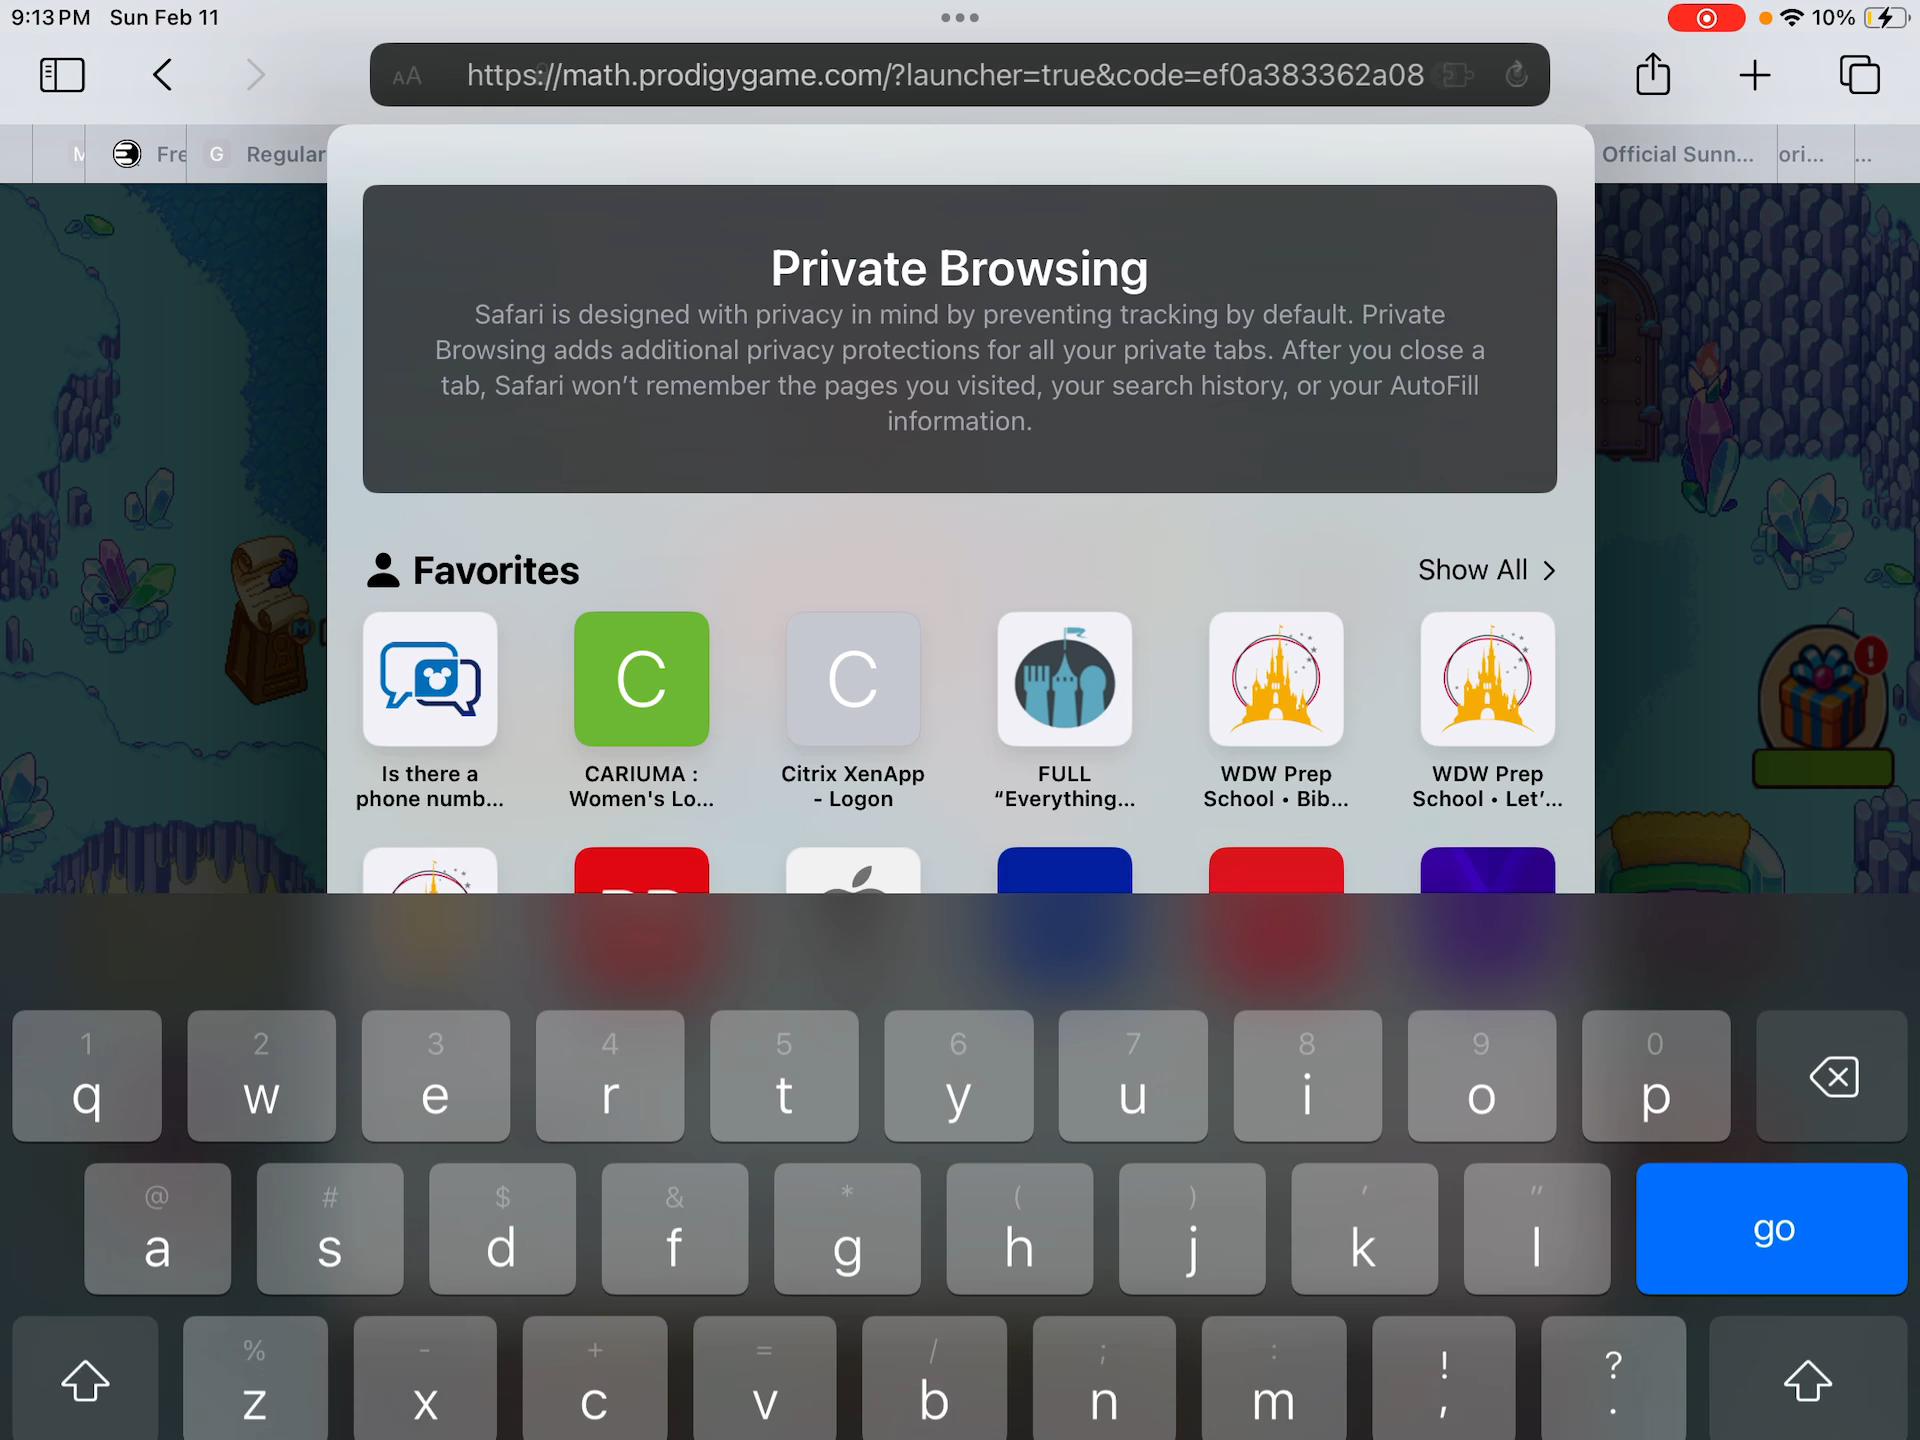 9:13 PM Sun Feb 11
10%
AA https://math.prodigygame.com/?launcher=true&code=ef0a383362a08
M Fre G Regular Official Sunn... ori... ...
Private Browsing
Safari is designed with privacy in mind by preventing tracking by default. Private
Browsing adds additional privacy protections for all your private tabs. After you close a
tab, Safari won't remember the pages you visited, your search history, or your AutoFill
information.
Favorites
Show All >
C C
Is there a
phone numb...
CARIUMA :
Women's Lo...
Citrix XenApp
- Logon
FULL
“Everything...
WDW Prep
School • Bib...
WDW Prep
School • Let’...
1 2 3 4 5 6 7 8 9 0
q w e r t y u i o p
@ # $ & * ( ) ' "
a s d f g h j k l go
% - + = / ; : ! ?
z x c v b n m , .